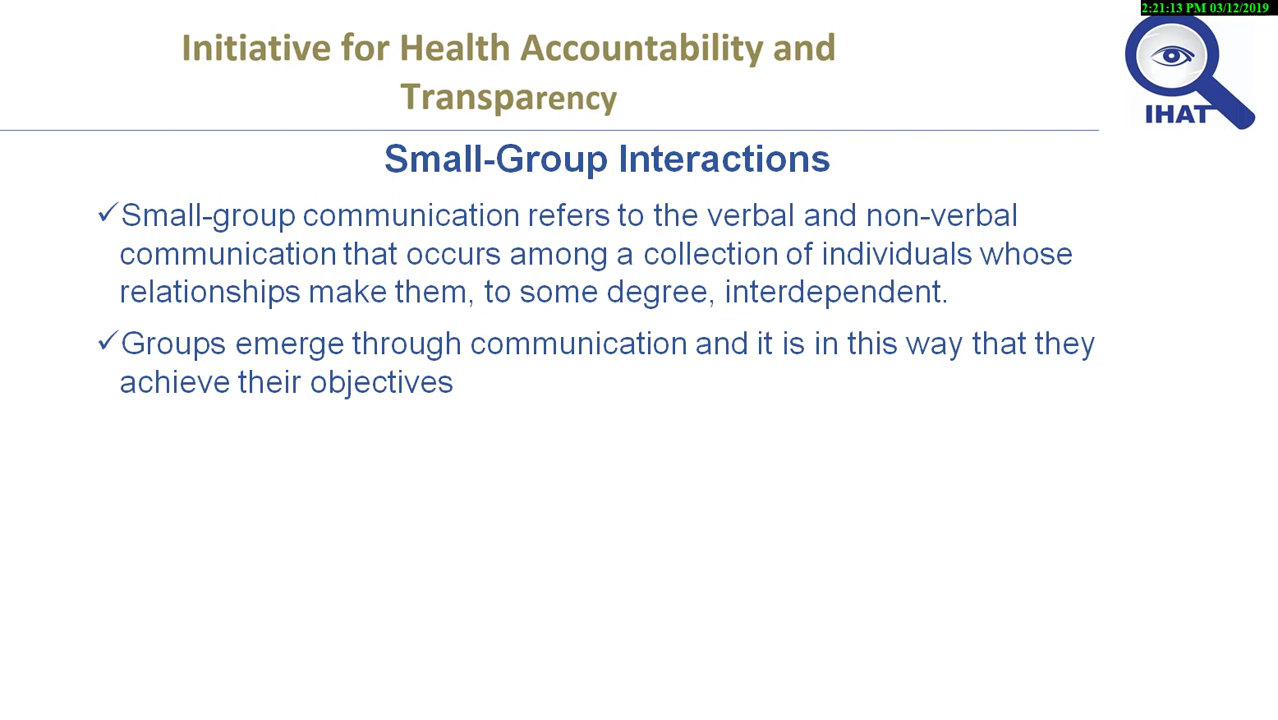 2:21:13 PM 03/12/2019
Initiative for Health Accountability and
Transparency
IHAT
Small-Group Interactions
✓Small-group communication refers to the verbal and non-verbal
communication that occurs among a collection of individuals whose
relationships make them, to some degree, interdependent.
✓Groups emerge through communication and it is in this way that they
achieve their objectives